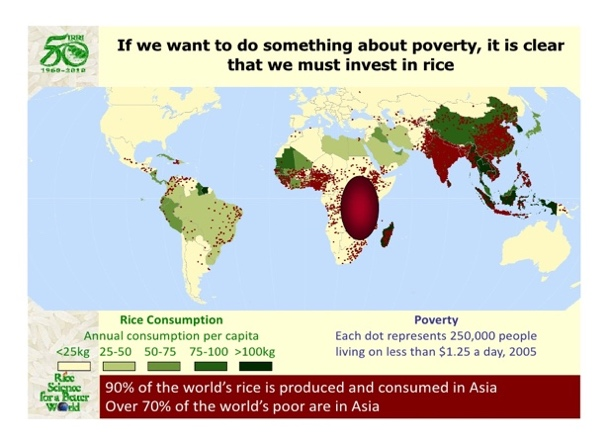 IRRI
50
1960-2010
If we want to do something about poverty, it is clear
that we must invest in rice
Rice Consumption
Annual consumption per capita
<25kg 25-50 50-75 75-100 >100kg
Poverty
Each dot represents 250,000 people
living on less than $1.25 a day, 2005
Rice
Science
for a Better
World
90% of the world's rice is produced and consumed in Asia
Over 70% of the world's poor are in Asia